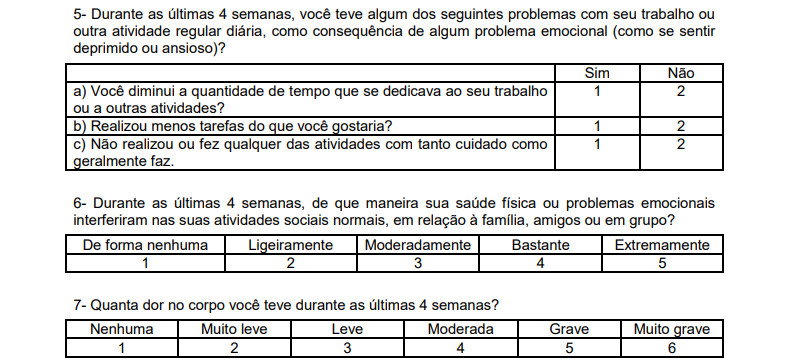 5- Durante as últimas 4 semanas, você teve algum dos seguintes problemas com seu trabalho ou
outra atividade regular diária, como consequência de algum problema emocional (como se sentir
deprimido ou ansioso)?
Sim Não
a) Você diminui a quantidade de tempo que se dedicava ao seu trabalho 1 2
ou a outras atividades?
b) Realizou menos tarefas do que você gostaria? 1 2
c) Não realizou ou fez qualquer das atividades com tanto cuidado como 1 2
geralmente faz.
6- Durante as últimas 4 semanas, de que maneira sua saúde física ou problemas emocionais
interferiram nas suas atividades sociais normais, em relação à família, amigos ou em grupo?
De forma nenhuma Ligeiramente Moderadamente Bastante Extremamente
1 2 3 4 5
7- Quanta dor no corpo você teve durante as últimas 4 semanas?
Nenhuma Muito leve Leve Moderada Grave Muito grave
1 2 3 4 5 6